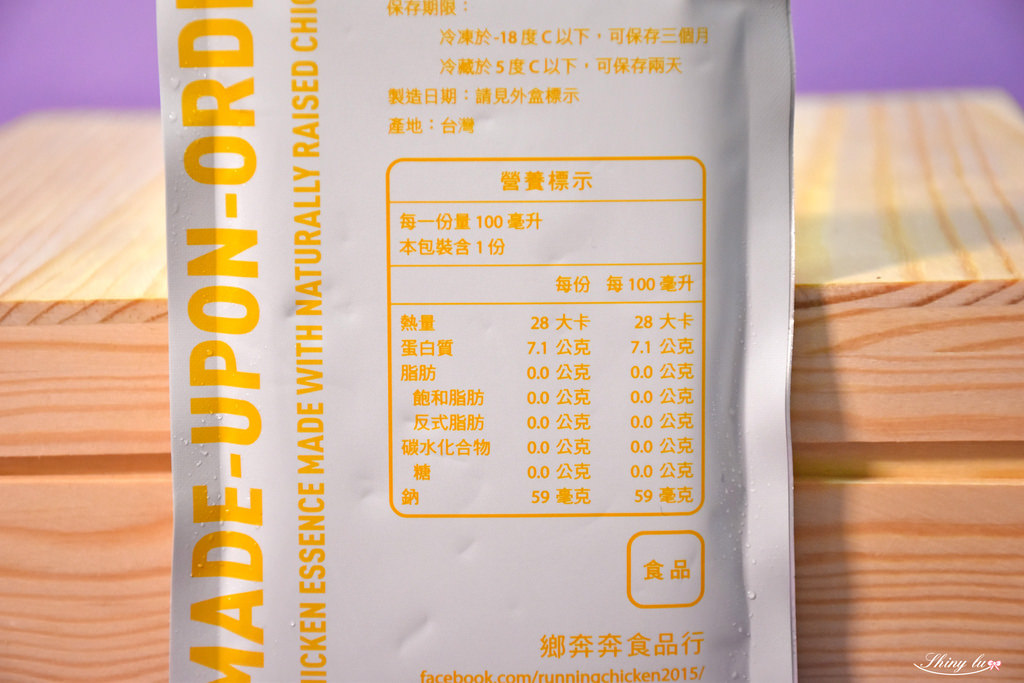 MADE-UPON-ORD
CHICKEN ESSENCE MADE WITH NATURALLY RAISED CHIC
保存期限：
冷凍於-18度C以下，可保存三個月
冷藏於5度C以下，可保存兩天
製造日期：請見外盒標示
產地：台灣
營養標示
每一份量 100 毫升
本包裝含 1 份
每份 每 100 毫升
熱量 28 大卡 28 大卡
蛋白質 7.1 公克 7.1 公克
脂肪 0.0 公克 0.0 公克
飽和脂肪 0.0 公克 0.0 公克
反式脂肪 0.0 公克 0.0 公克
碳水化合物 0.0 公克 0.0 公克
糖 0.0 公克 0.0 公克
鈉 59 毫克 59 毫克
食品
鄉奔奔食品行
facebook.com/runningchicken2015/
Shiny lu